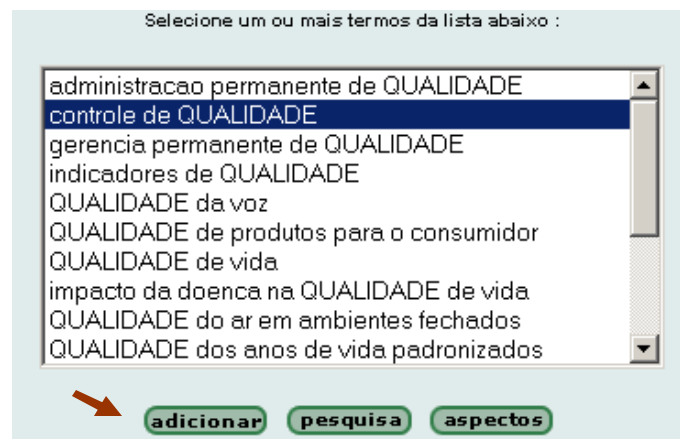 Selecione um ou mais termos da lista abaixo :
administracao permanente de QUALIDADE
controle de QUALIDADE
gerencia permanente de QUALIDADE
indicadores de QUALIDADE
QUALIDADE da voz
QUALIDADE de produtos para o consumidor
QUALIDADE de vida
impacto da doenca na QUALIDADE de vida
QUALIDADE do ar em ambientes fechados
QUALIDADE dos anos de vida padronizados
adicionar pesquisa aspectos